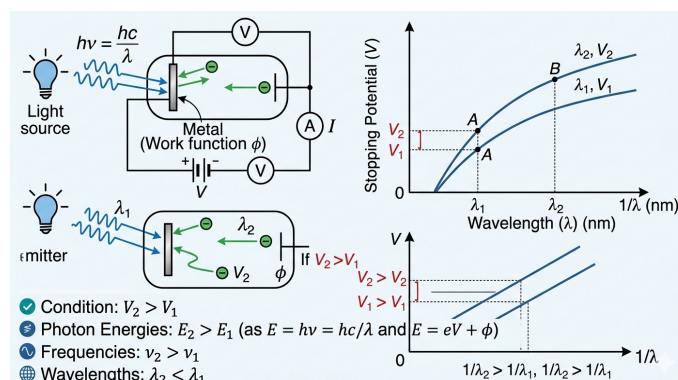 hν = hc/λ
Light
source
V
Metal
(Work function ϕ)
A I
+ −
V
V
λ₁
λ₂
V₂
ϕ
If V₂>V₁
mitter
Condition: V₂ > V₁
Photon Energies: E₂ > E₁ (as E = hν = hc/λ and E = eV + ϕ)
Frequencies: ν₂ > ν₁
Wavelengths: λ₂ < λ₁
Stopping Potential (V)
λ₂, V₂
B
λ₁, V₁
A
V₂
V₁
A
0
λ₁ λ₂ 1/λ (nm)
Wavelength (λ) (nm)
V
V₂ > V₂
V₁ > V₁
0
1/λ
1/λ₂ > 1/λ₁, 1/λ₂ > 1/λ₁